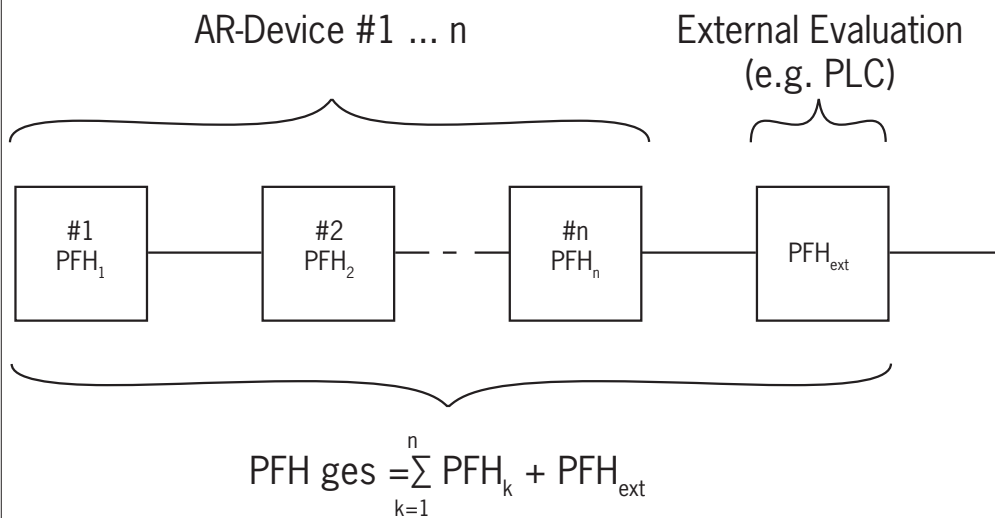 AR-Device #1 ... n
External Evaluation
(e.g. PLC)
#1
PFH₁
#2
PFH₂
#n
PFHₙ
PFHₑₓₜ
n
PFH ges =∑ PFHₖ + PFHₑₓₜ
k=1